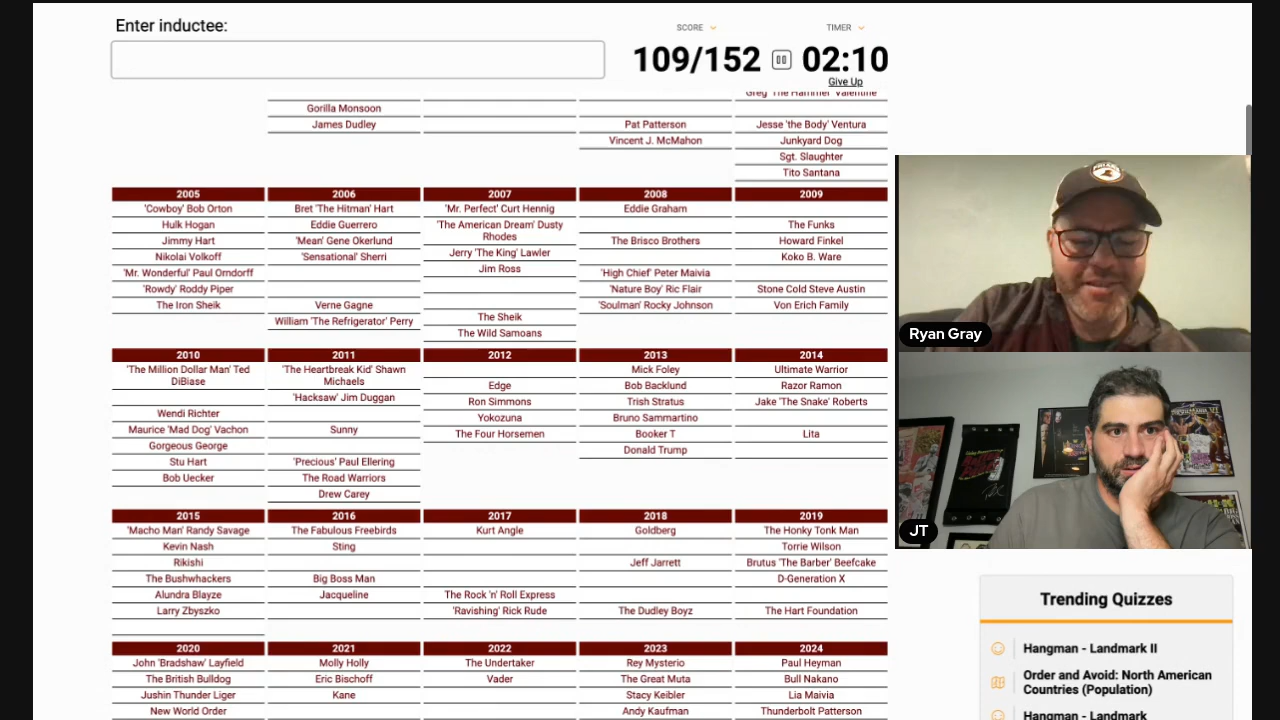 Enter inductee:
SCORE
TIMER
109/152
02:10
Give Up
Greg 'The Hammer' Valentine
Gorilla Monsoon
James Dudley
Pat Patterson
Jesse 'the Body' Ventura
Vincent J. McMahon
Junkyard Dog
Sgt. Slaughter
Tito Santana
2005
'Cowboy' Bob Orton
Hulk Hogan
Jimmy Hart
Nikolai Volkoff
'Mr. Wonderful' Paul Orndorff
'Rowdy' Roddy Piper
The Iron Sheik
2006
Bret 'The Hitman' Hart
Eddie Guerrero
'Mean' Gene Okerlund
'Sensational' Sherri
Verne Gagne
William 'The Refrigerator' Perry
2007
'Mr. Perfect' Curt Hennig
'The American Dream' Dusty
Rhodes
Jerry 'The King' Lawler
Jim Ross
The Sheik
The Wild Samoans
2008
Eddie Graham
The Brisco Brothers
'High Chief' Peter Maivia
'Nature Boy' Ric Flair
'Soulman' Rocky Johnson
2009
The Funks
Howard Finkel
Koko B. Ware
Stone Cold Steve Austin
Von Erich Family
2010
'The Million Dollar Man' Ted
DiBiase
Wendi Richter
Maurice 'Mad Dog' Vachon
Gorgeous George
Stu Hart
Bob Uecker
2011
'The Heartbreak Kid' Shawn
Michaels
'Hacksaw' Jim Duggan
Sunny
'Precious' Paul Ellering
The Road Warriors
Drew Carey
2012
Edge
Ron Simmons
Yokozuna
The Four Horsemen
2013
Mick Foley
Bob Backlund
Trish Stratus
Bruno Sammartino
Booker T
Donald Trump
2014
Ultimate Warrior
Razor Ramon
Jake 'The Snake' Roberts
Lita
2015
'Macho Man' Randy Savage
Kevin Nash
Rikishi
The Bushwhackers
Alundra Blayze
Larry Zbyszko
2016
The Fabulous Freebirds
Sting
Big Boss Man
Jacqueline
2017
Kurt Angle
The Rock 'n' Roll Express
'Ravishing' Rick Rude
2018
Goldberg
Jeff Jarrett
The Dudley Boyz
2019
The Honky Tonk Man
Torrie Wilson
Brutus 'The Barber' Beefcake
D-Generation X
The Hart Foundation
2020
John 'Bradshaw' Layfield
The British Bulldog
Jushin Thunder Liger
New World Order
2021
Molly Holly
Eric Bischoff
Kane
2022
The Undertaker
Vader
2023
Rey Mysterio
The Great Muta
Stacy Keibler
Andy Kaufman
2024
Paul Heyman
Bull Nakano
Lia Maivia
Thunderbolt Patterson
Ryan Gray
JT
Trending Quizzes
Hangman - Landmark II
Order and Avoid: North American
Countries (Population)
Hangman - Landmark